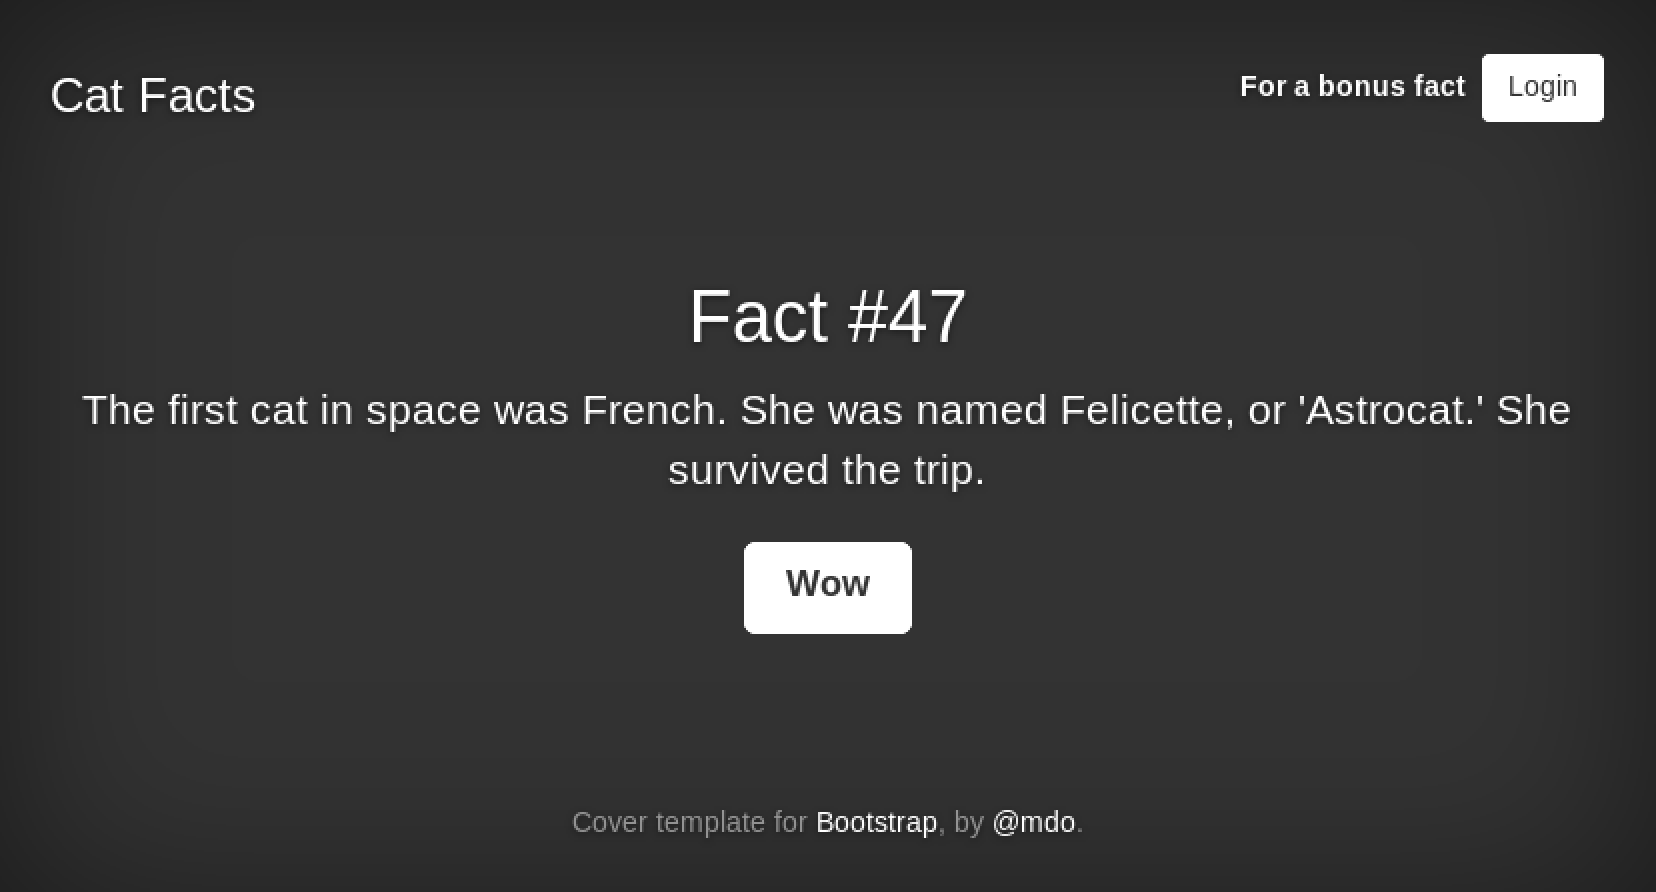 Cat Facts
For a bonus fact
Login
Fact #47
The first cat in space was French. She was named Felicette, or 'Astrocat.' She
survived the trip.
Wow
Cover template for Bootstrap, by @mdo.